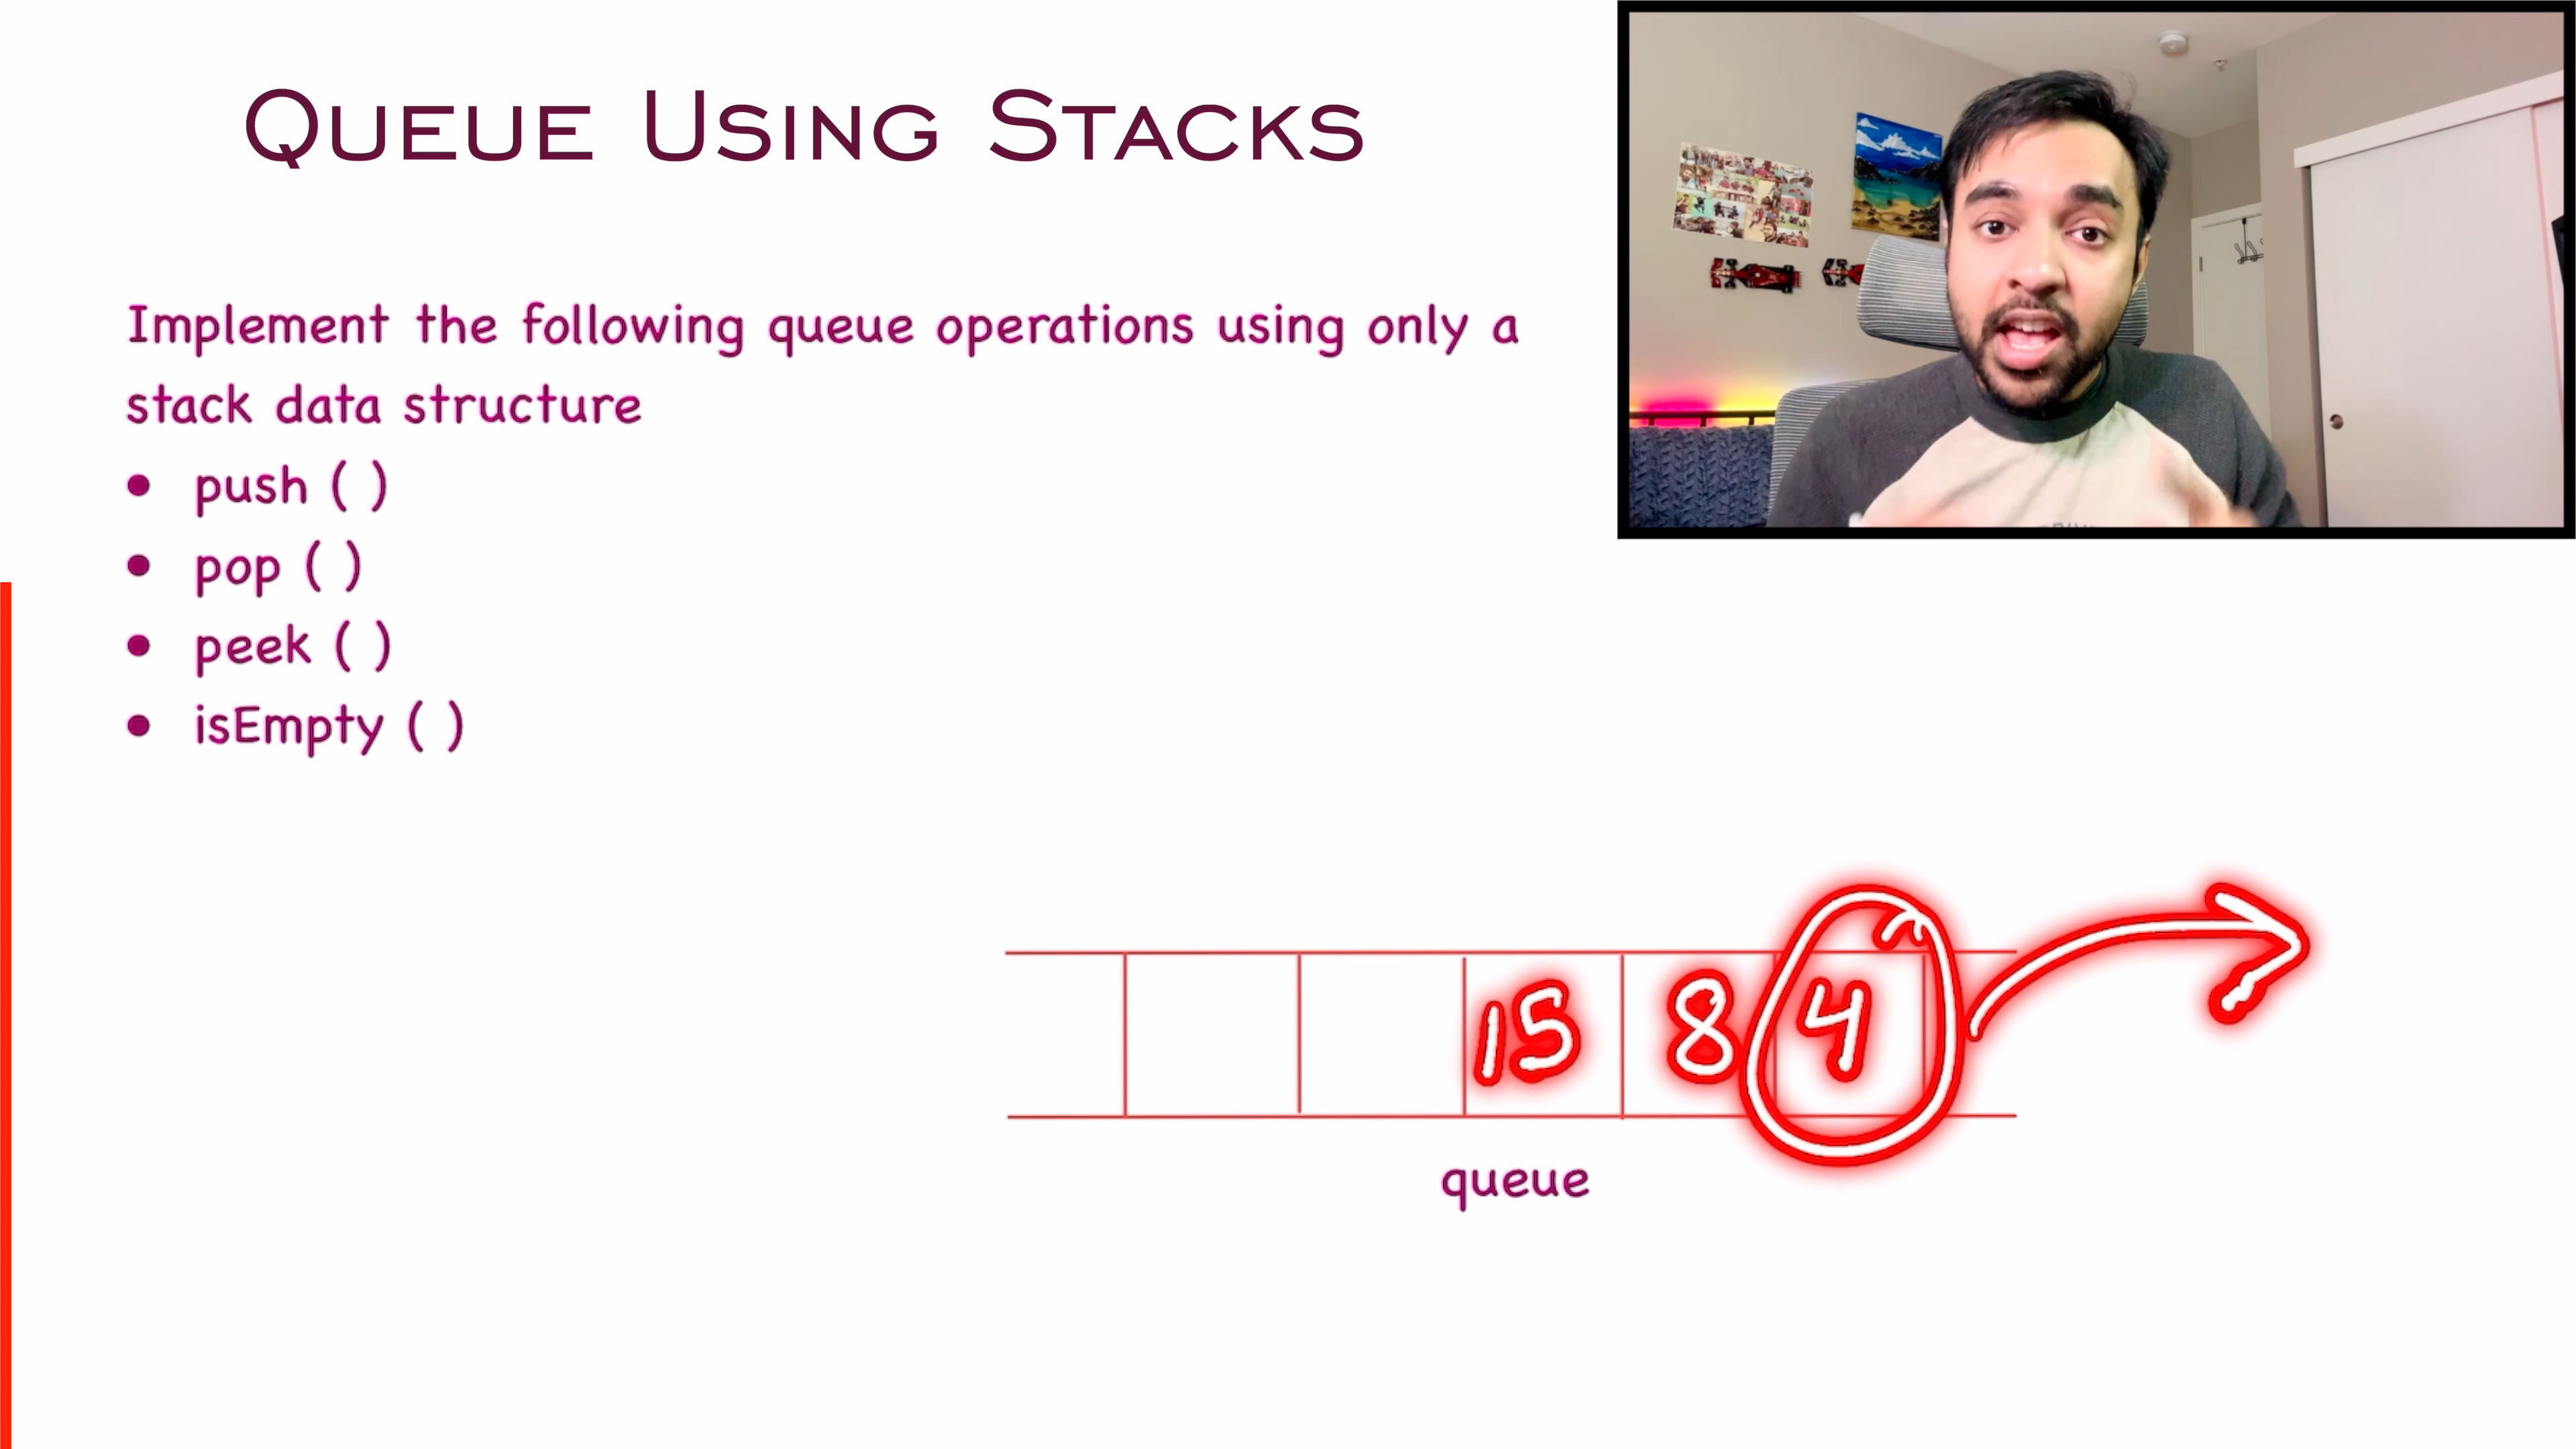 QUEUE USING STACKS
Implement the following queue operations using only a
stack data structure
• push ( )
• pop ( )
• peek ( )
• isEmpty ( )
15 8 4
queue